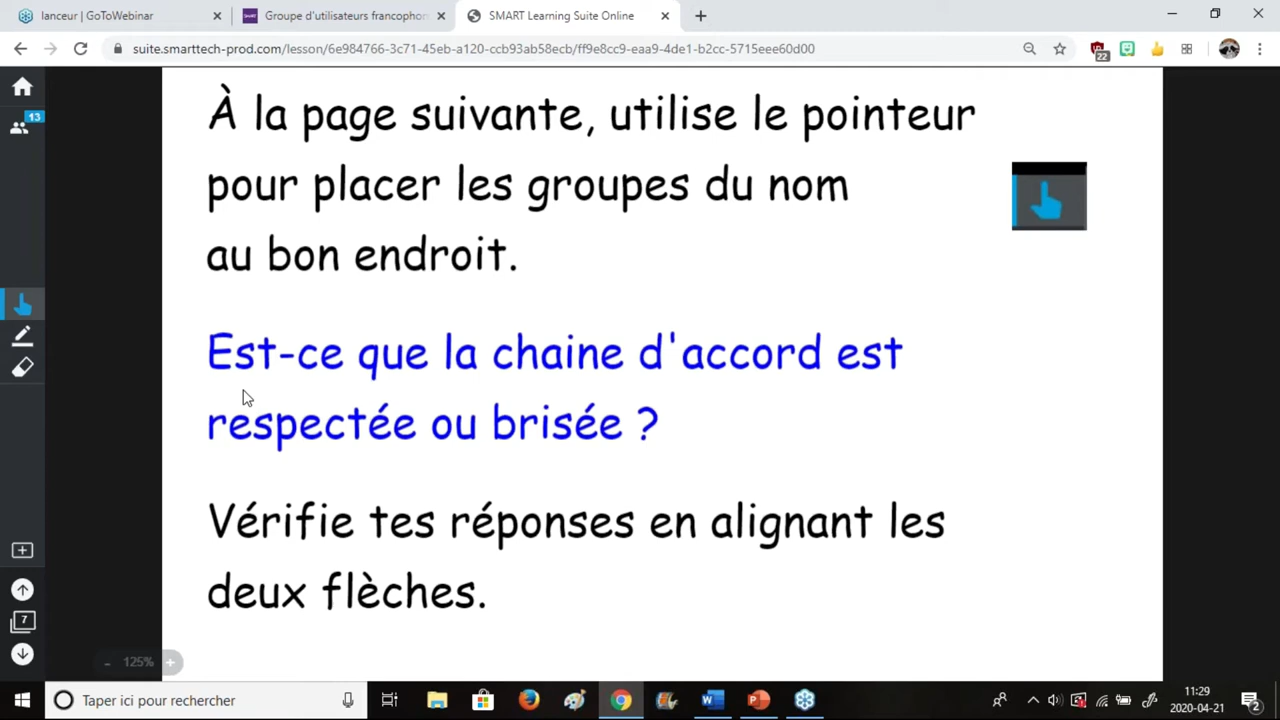 lanceur | GoToWebinar
Groupe d'utilisateurs francophon
SMART Learning Suite Online
suite.smarttech-prod.com/lesson/6e984766-3c71-45eb-a120-ccb93ab58ecb/ff9e8cc9-eaa9-4de1-b2cc-5715eee60d00
22
13
À la page suivante, utilise le pointeur
pour placer les groupes du nom
au bon endroit.
Est-ce que la chaine d'accord est
respectée ou brisée ?
Vérifie tes réponses en alignant les
deux flèches.
7
- 125% +
Taper ici pour rechercher
11:29
2020-04-21
2